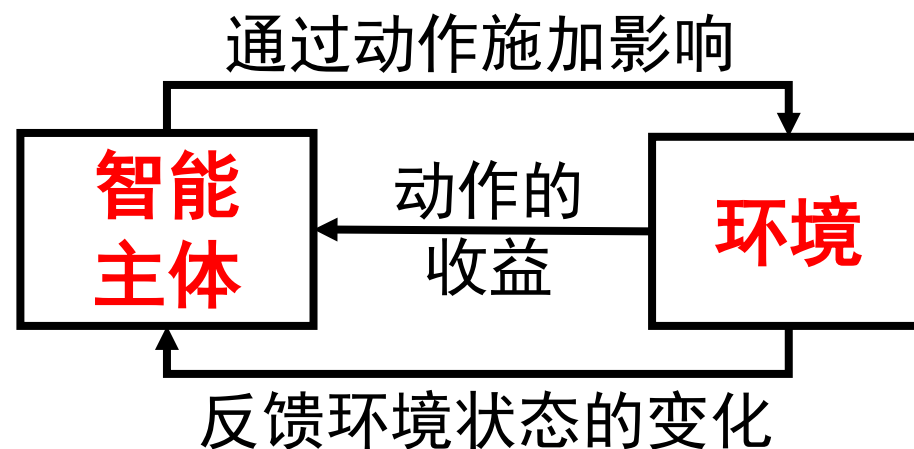 通过动作施加影响
智能
主体
动作的
收益
环境
反馈环境状态的变化